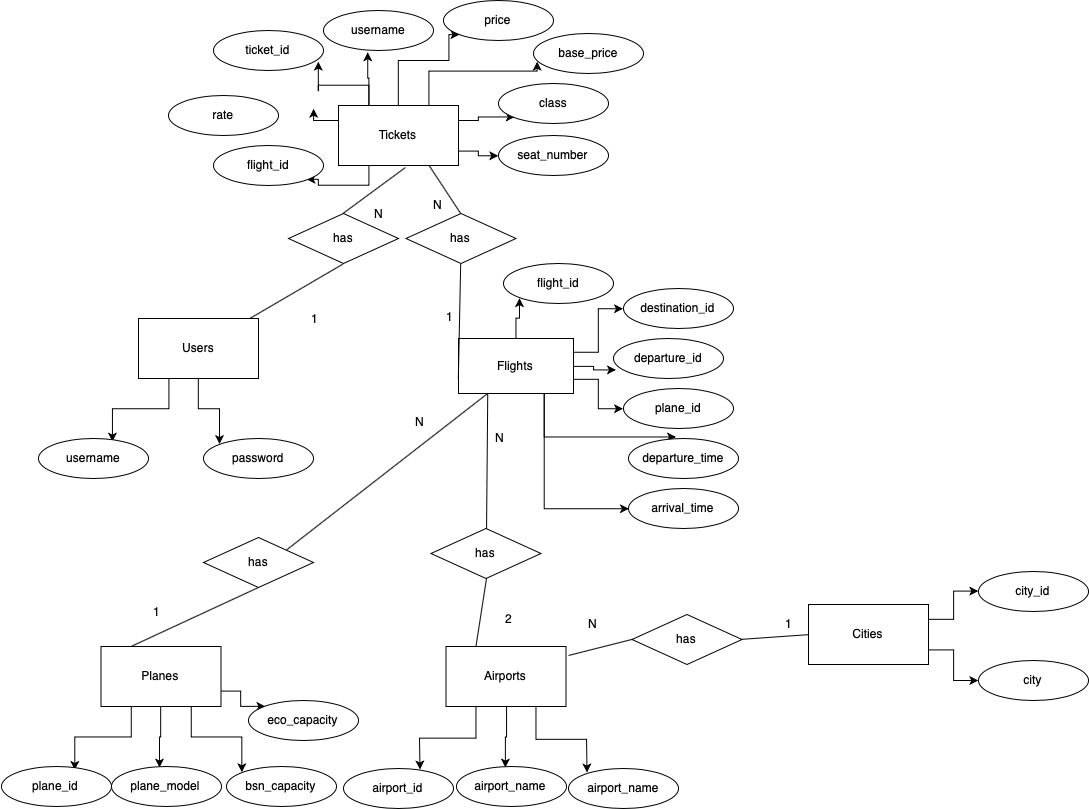 price
username
ticket_id
base_price
class
rate
Tickets
seat_number
flight_id
N
N
has
has
flight_id
destination_id
1
1
Users
departure_id
Flights
plane_id
N
N
username
password
departure_time
arrival_time
has
has
city_id
1
2
N
1
Cities
has
Planes
Airports
city
eco_capacity
plane_id
plane_model
bsn_capacity
airport_id
airport_name
airport_name